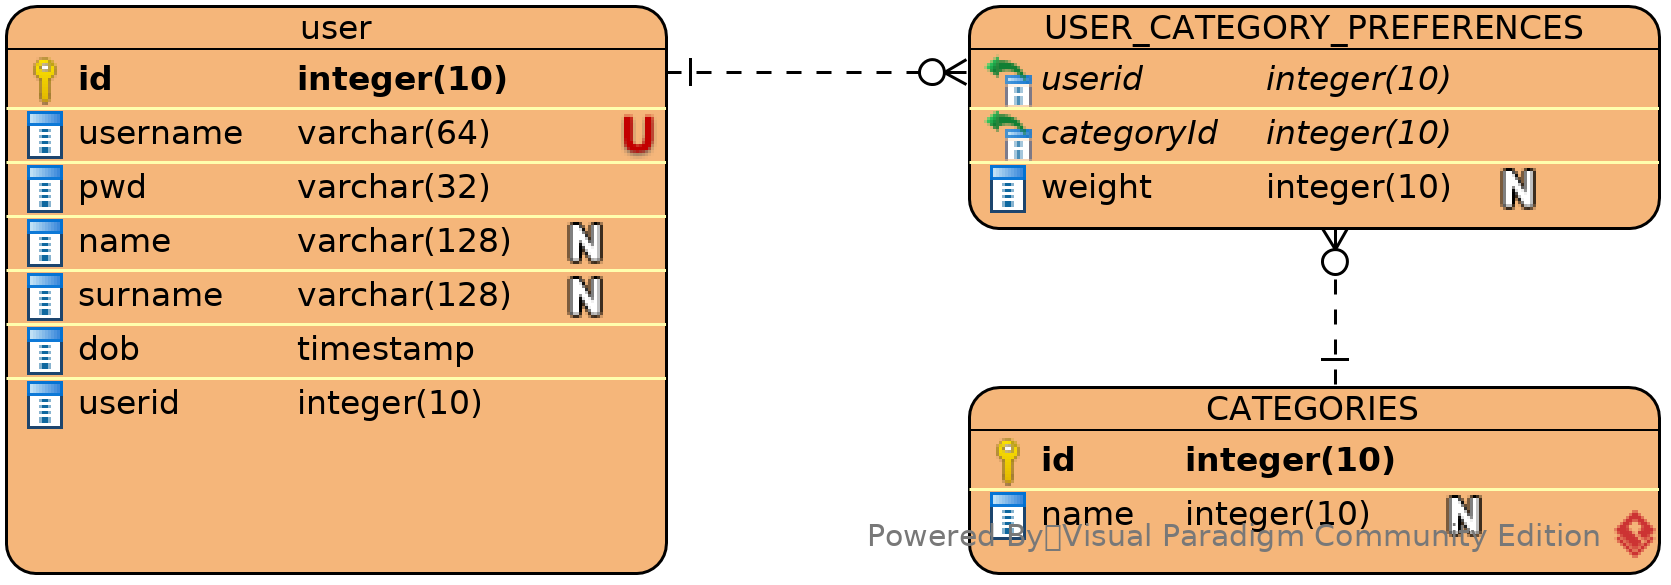 user
id integer(10)
username varchar(64) U
pwd varchar(32)
name varchar(128) N
surname varchar(128) N
dob timestamp
userid integer(10)
USER_CATEGORY_PREFERENCES
userid integer(10)
categoryId integer(10)
weight integer(10) N
CATEGORIES
id integer(10)
name integer(10) N
Powered By Visual Paradigm Community Edition